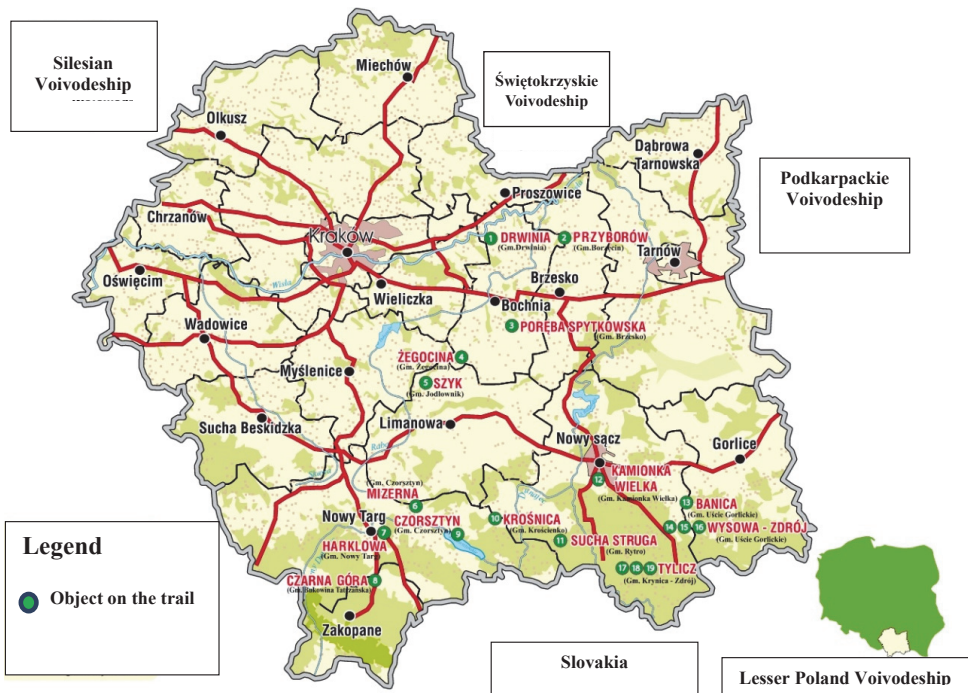 Silesian
Voivodeship
Świętokrzyskie
Voivodeship
Podkarpackie
Voivodeship
Miechów
Olkusz
Dąbrowa
Tarnowska
Proszowice
Chrzanów
Kraków
1 DRWINIA
(Gm.Drwinia)
2 PRZYBORÓW
Tarnów
Oświęcim
Wisła
Wieliczka
Brzesko
Bochnia
Wadowice
3 PORĘBA SPYTKOWSKA
(Gm. Brzesko)
ŻEGOCINA 4
(Gm. Żegocina)
Myślenice
5 SZYK
(Gm. Jodłownik)
Sucha Beskidzka
Limanowa
Raba
Nowy sącz
Gorlice
Skawa
KAMIONKA
12 WIELKA
(Gm. Kamionka Wielka)
(Gm. Czorsztyn)
MIZERNA
6
13 BANICA
(Gm. Uście Gorlickie)
Nowy Targ
7 CZORSZTYN
(Gm. Czorsztyn)
9
10 KROŚNICA
(Gm. Krościenko)
Dunajec
14 15 16 WYSOWA - ZDRÓJ
(Gm. Uście Gorlickie)
HARKLOWA
(Gm. Nowy Targ)
11 SUCHA STRUGA
(Gm. Rytro)
17 18 19 TYLICZ
(Gm. Krynica - Zdrój)
CZARNA GÓRA 8
(Gm.Bukowina Tatrzańska)
Zakopane
Legend
Object on the trail
Slovakia
Lesser Poland Voivodeship